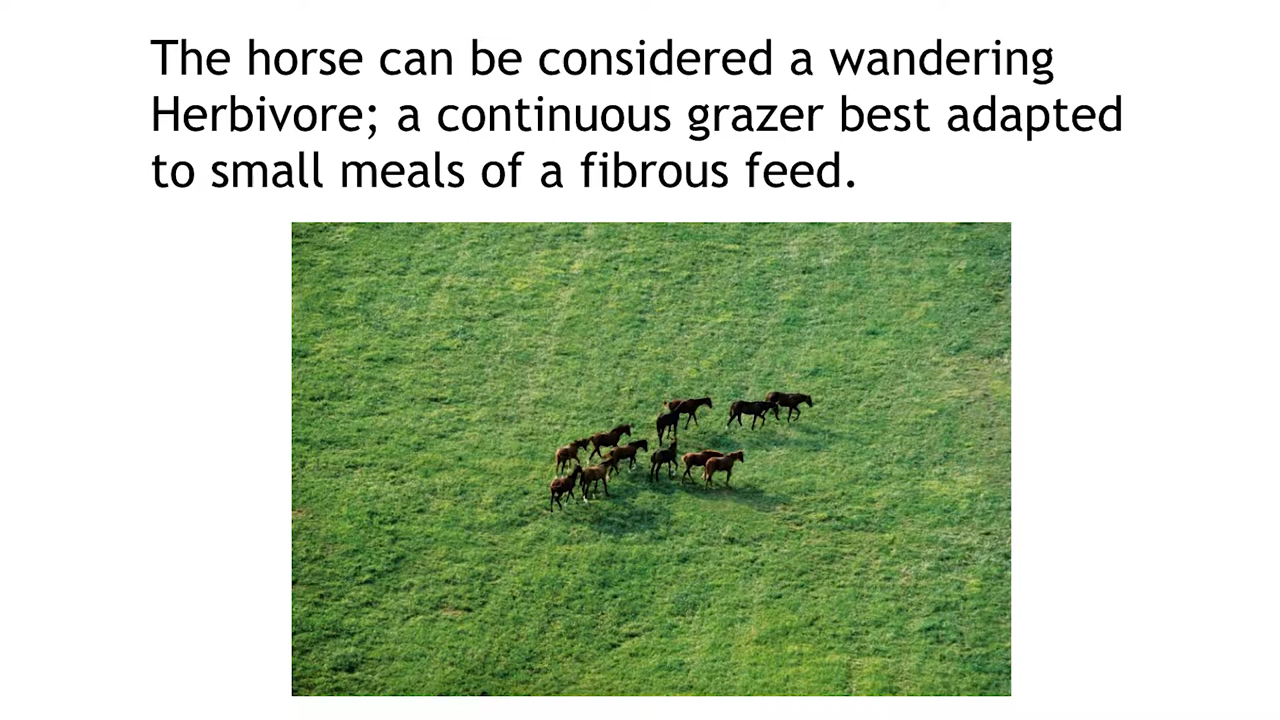 The horse can be considered a wandering
Herbivore; a continuous grazer best adapted
to small meals of a fibrous feed.